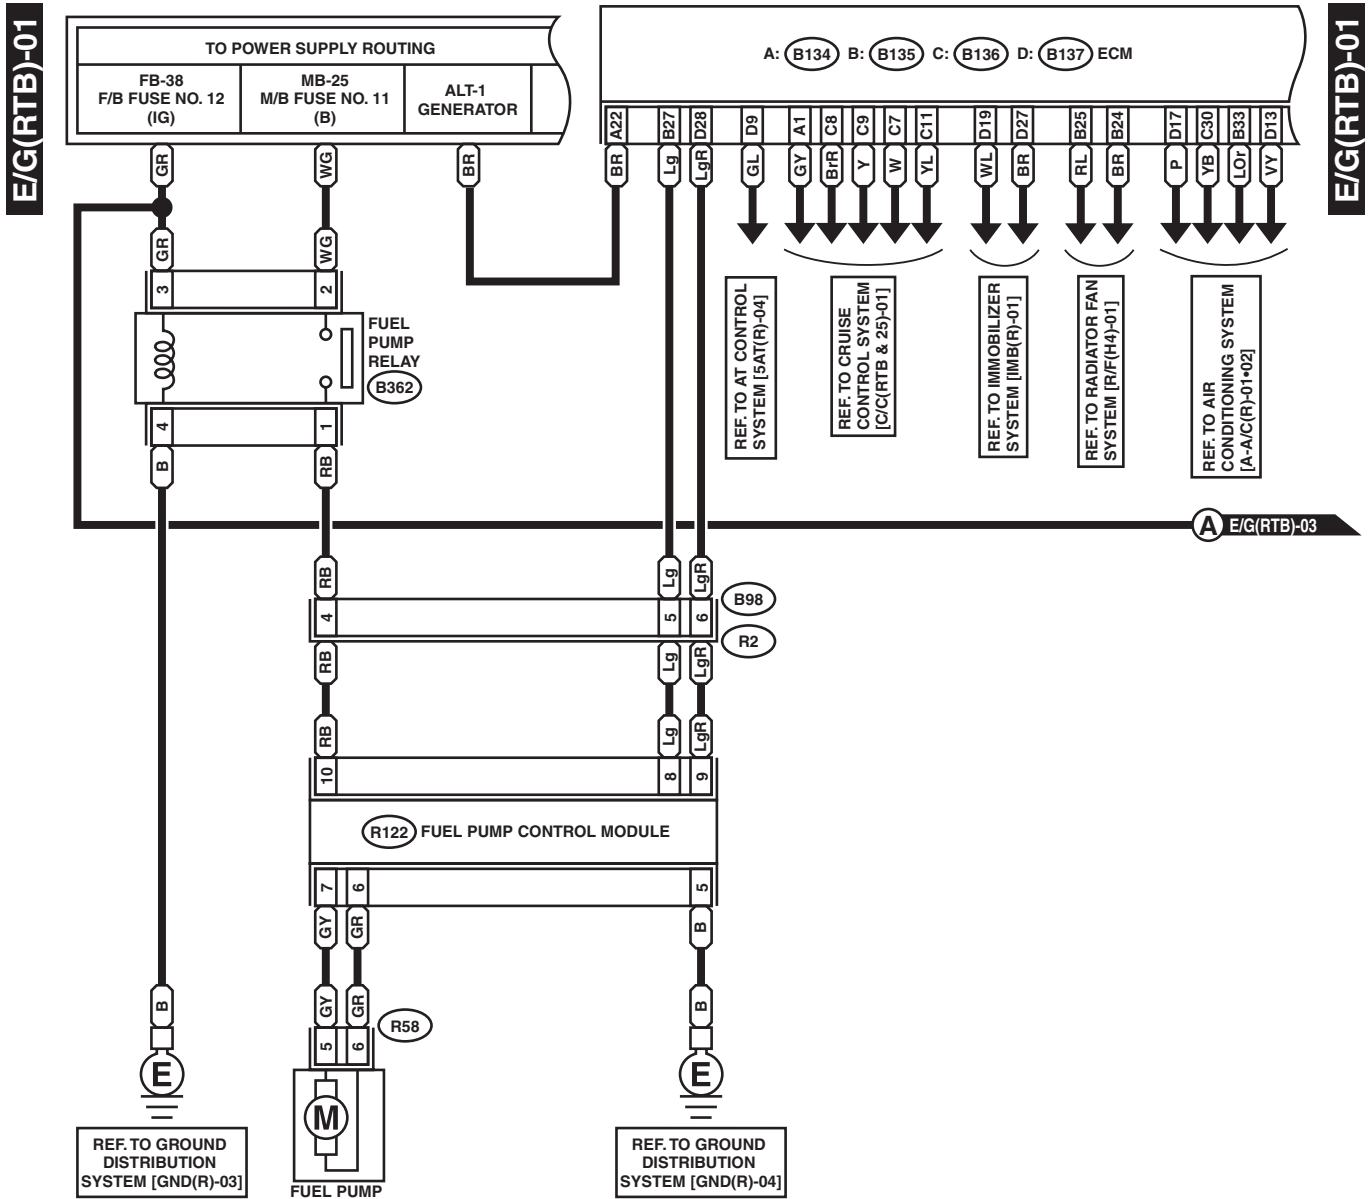 E/G(RTB)-01
E/G(RTB)-01
TO POWER SUPPLY ROUTING
FB-38
F/B FUSE NO. 12
(IG)
MB-25
M/B FUSE NO. 11
(B)
ALT-1
GENERATOR
A: B134 B: B135 C: B136 D: B137 ECM
A22 B27 D28 D9 A1 C8 C9 C7 C11 D19 D27 B25 B24 D17 C30 B33 D13
GR WG BR BR Lg LgR GL GY BrR Y W YL WL BR RL BR P YB LOr VY
GR WG
3 2
FUEL
PUMP
RELAY
B362
4 1
B RB
REF. TO AT CONTROL
SYSTEM [5AT(R)-04]
REF. TO CRUISE
CONTROL SYSTEM
[C/C(RTB & 25)-01]
REF. TO IMMOBILIZER
SYSTEM [IMB(R)-01]
REF. TO RADIATOR FAN
SYSTEM [R/F(H4)-01]
REF. TO AIR
CONDITIONING SYSTEM
[A-A/C(R)-01•02]
A E/G(RTB)-03
RB Lg LgR
4 5 6
B98
R2
RB Lg LgR
RB Lg LgR
10 8 9
R122 FUEL PUMP CONTROL MODULE
7 6 5
GY GR B
B GY GR B
R58
5 6
E
M
E
REF. TO GROUND
DISTRIBUTION
SYSTEM [GND(R)-03]
FUEL PUMP
REF. TO GROUND
DISTRIBUTION
SYSTEM [GND(R)-04]